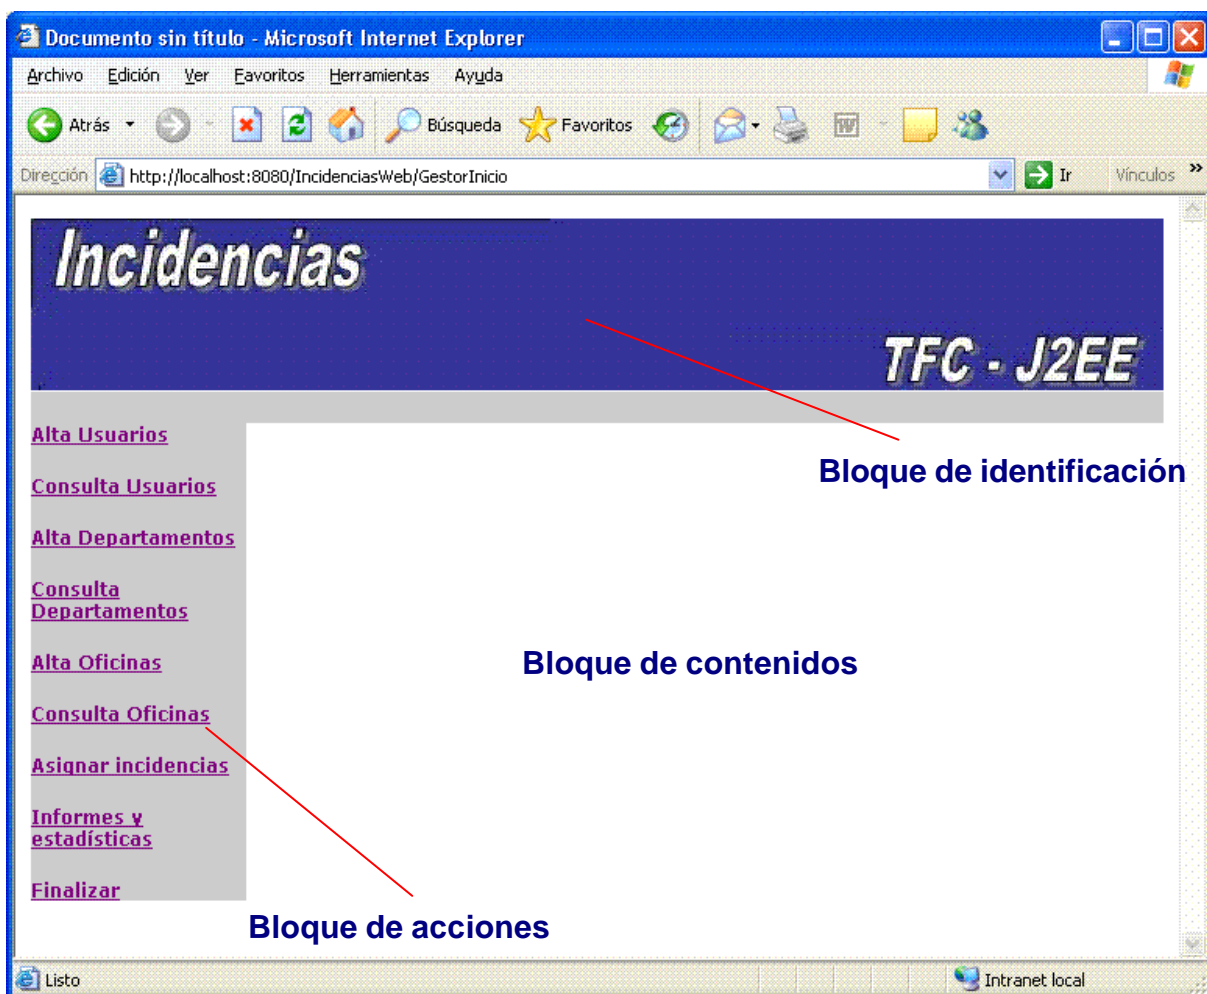 Documento sin título - Microsoft Internet Explorer
Archivo Edición Ver Favoritos Herramientas Ayuda
Atrás Búsqueda Favoritos
Dirección http://localhost:8080/IncidenciasWeb/GestorInicio Ir Vínculos »
Incidencias
TFC - J2EE
Alta Usuarios
Bloque de identificación
Consulta Usuarios
Alta Departamentos
Consulta
Departamentos
Alta Oficinas
Bloque de contenidos
Consulta Oficinas
Asignar incidencias
Informes y
estadísticas
Finalizar
Bloque de acciones
Listo Intranet local